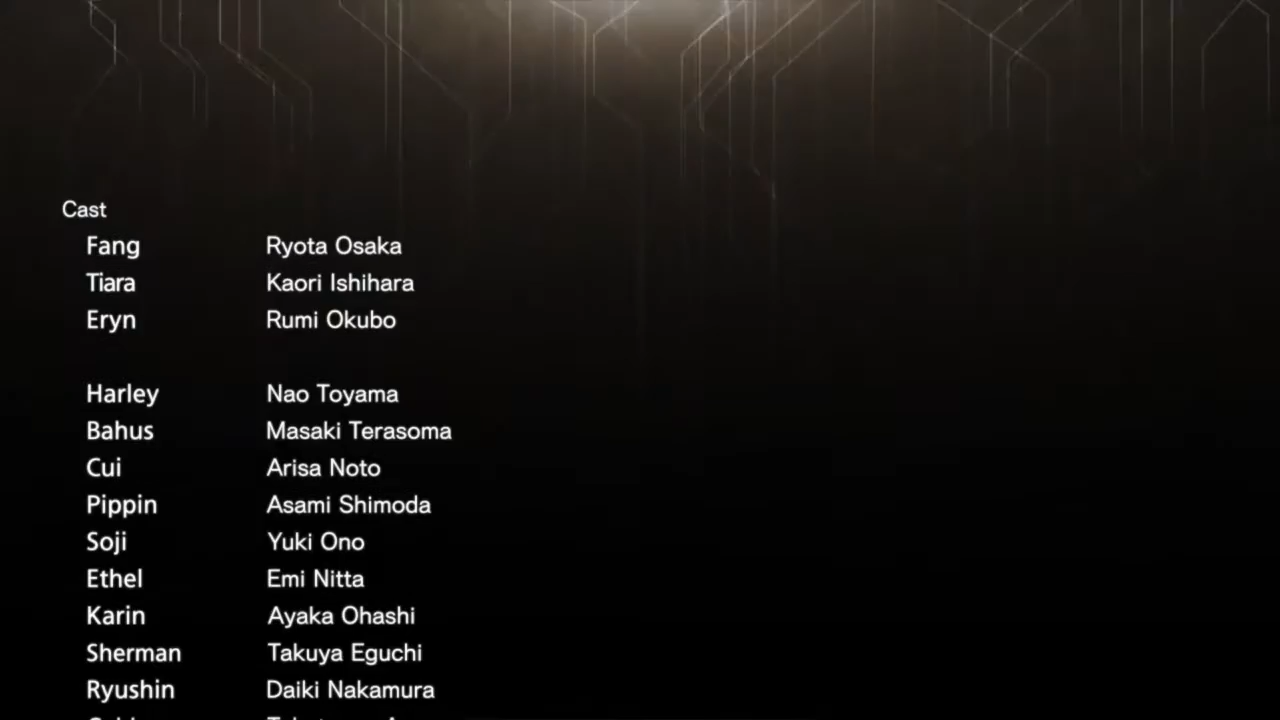 Cast
Fang Ryota Osaka
Tiara Kaori Ishihara
Eryn Rumi Okubo
Harley Nao Toyama
Bahus Masaki Terasoma
Cui Arisa Noto
Pippin Asami Shimoda
Soji Yuki Ono
Ethel Emi Nitta
Karin Ayaka Ohashi
Sherman Takuya Eguchi
Ryushin Daiki Nakamura